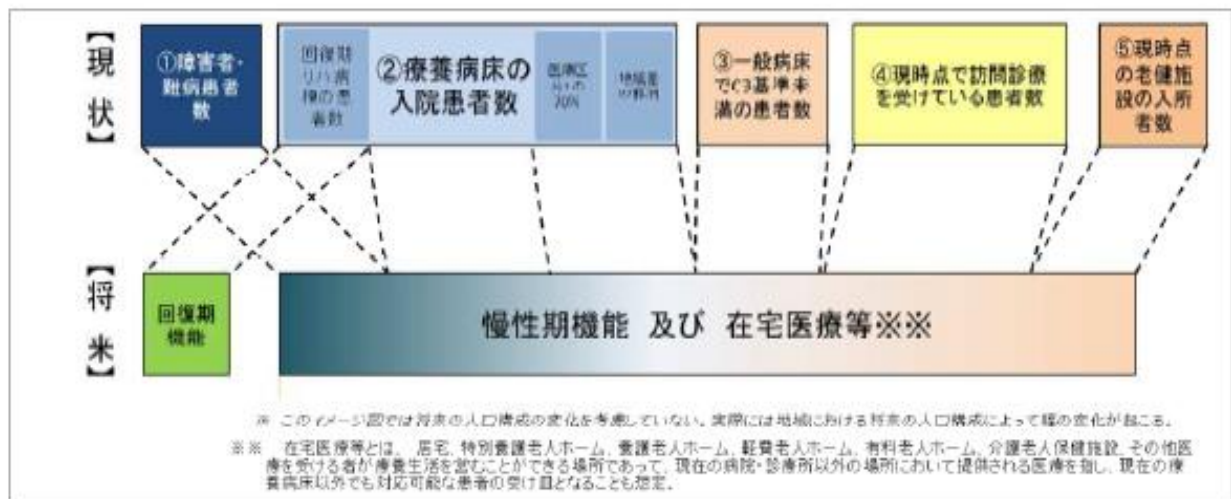 【現状】
①障害者・
難病患者
数
回復期
リハ病
棟の患
者数
②療養病床の
入院患者数
医療区
分1の
70%
地域差
の解消
③一般病床
でC3基準未
満の患者数
④現時点で訪問診療
を受けている患者数
⑤現時点
の老健施
設の入所
者数
【将来】
回復期
機能
慢性期機能 及び 在宅医療等※※
※ このイメージ図では将来の人口構成の変化を考慮していない。実際には地域における将来の人口構成によって幅の変化が起こる。
※※ 在宅医療等とは、居宅、特別養護老人ホーム、養護老人ホーム、軽費老人ホーム、有料老人ホーム、介護老人保健施設、その他医
療を受ける者が療養生活を営むことができる場所であって、現在の病院・診療所以外の場所において提供される医療を指し、現在の療
養病床以外でも対応可能な患者の受け皿となることも想定。